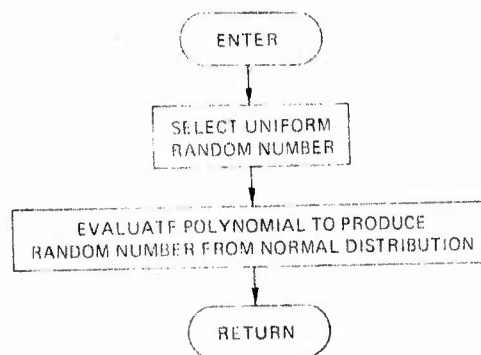 ENTER
SELECT UNIFORM
RANDOM NUMBER
EVALUATE POLYNOMIAL TO PRODUCE
RANDOM NUMBER FROM NORMAL DISTRIBUTION
RETURN